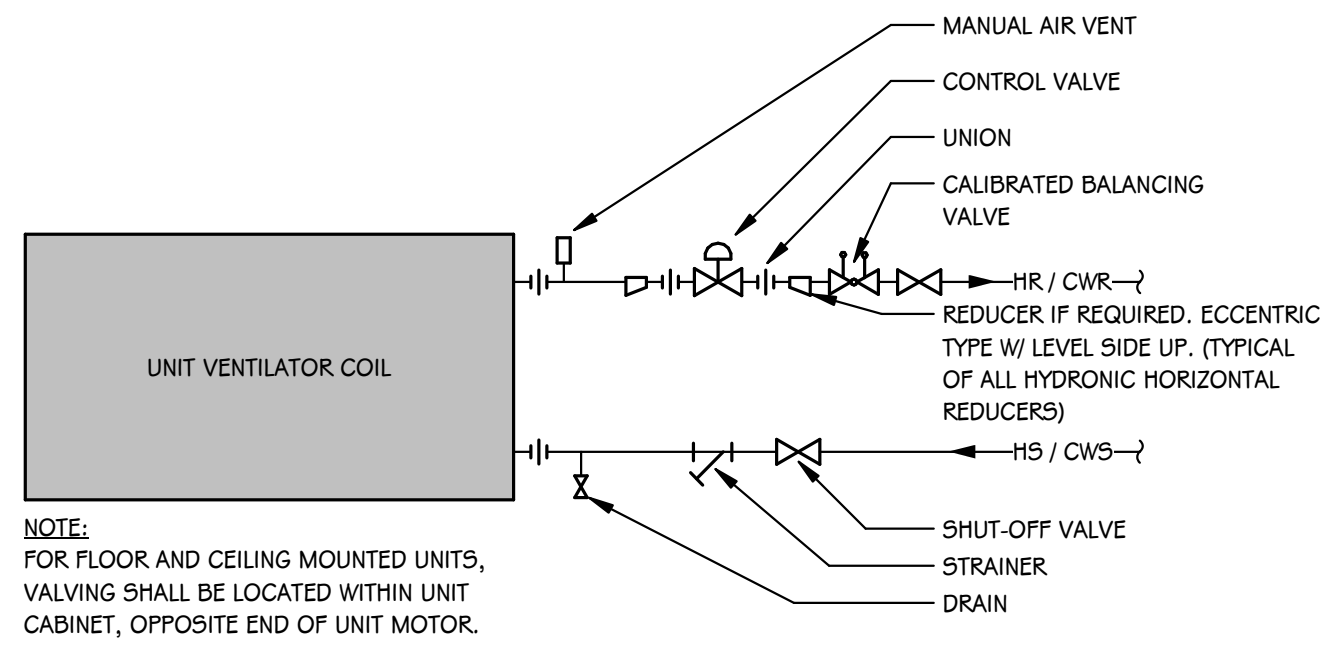 MANUAL AIR VENT
CONTROL VALVE
UNION
CALIBRATED BALANCING
VALVE
HR / CWR
REDUCER IF REQUIRED. ECCENTRIC
TYPE W/ LEVEL SIDE UP. (TYPICAL
OF ALL HYDRONIC HORIZONTAL
REDUCERS)
UNIT VENTILATOR COIL
HS / CWS
SHUT-OFF VALVE
STRAINER
DRAIN
NOTE:
FOR FLOOR AND CEILING MOUNTED UNITS,
VALVING SHALL BE LOCATED WITHIN UNIT
CABINET, OPPOSITE END OF UNIT MOTOR.